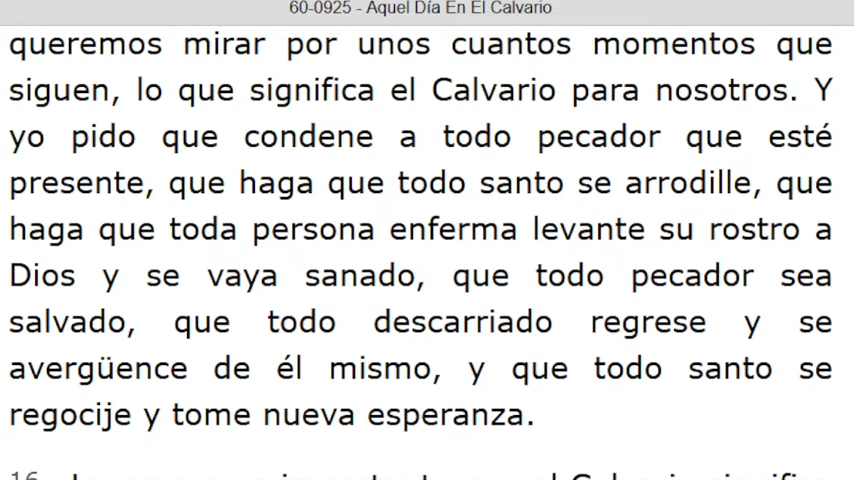 60-0925 - Aquel Día En El Calvario
queremos mirar por unos cuantos momentos que
siguen, lo que significa el Calvario para nosotros. Y
yo pido que condene a todo pecador que esté
presente, que haga que todo santo se arrodille, que
haga que toda persona enferma levante su rostro a
Dios y se vaya sanado, que todo pecador sea
salvado, que todo descarriado regrese y se
avergüence de él mismo, y que todo santo se
regocije y tome nueva esperanza.